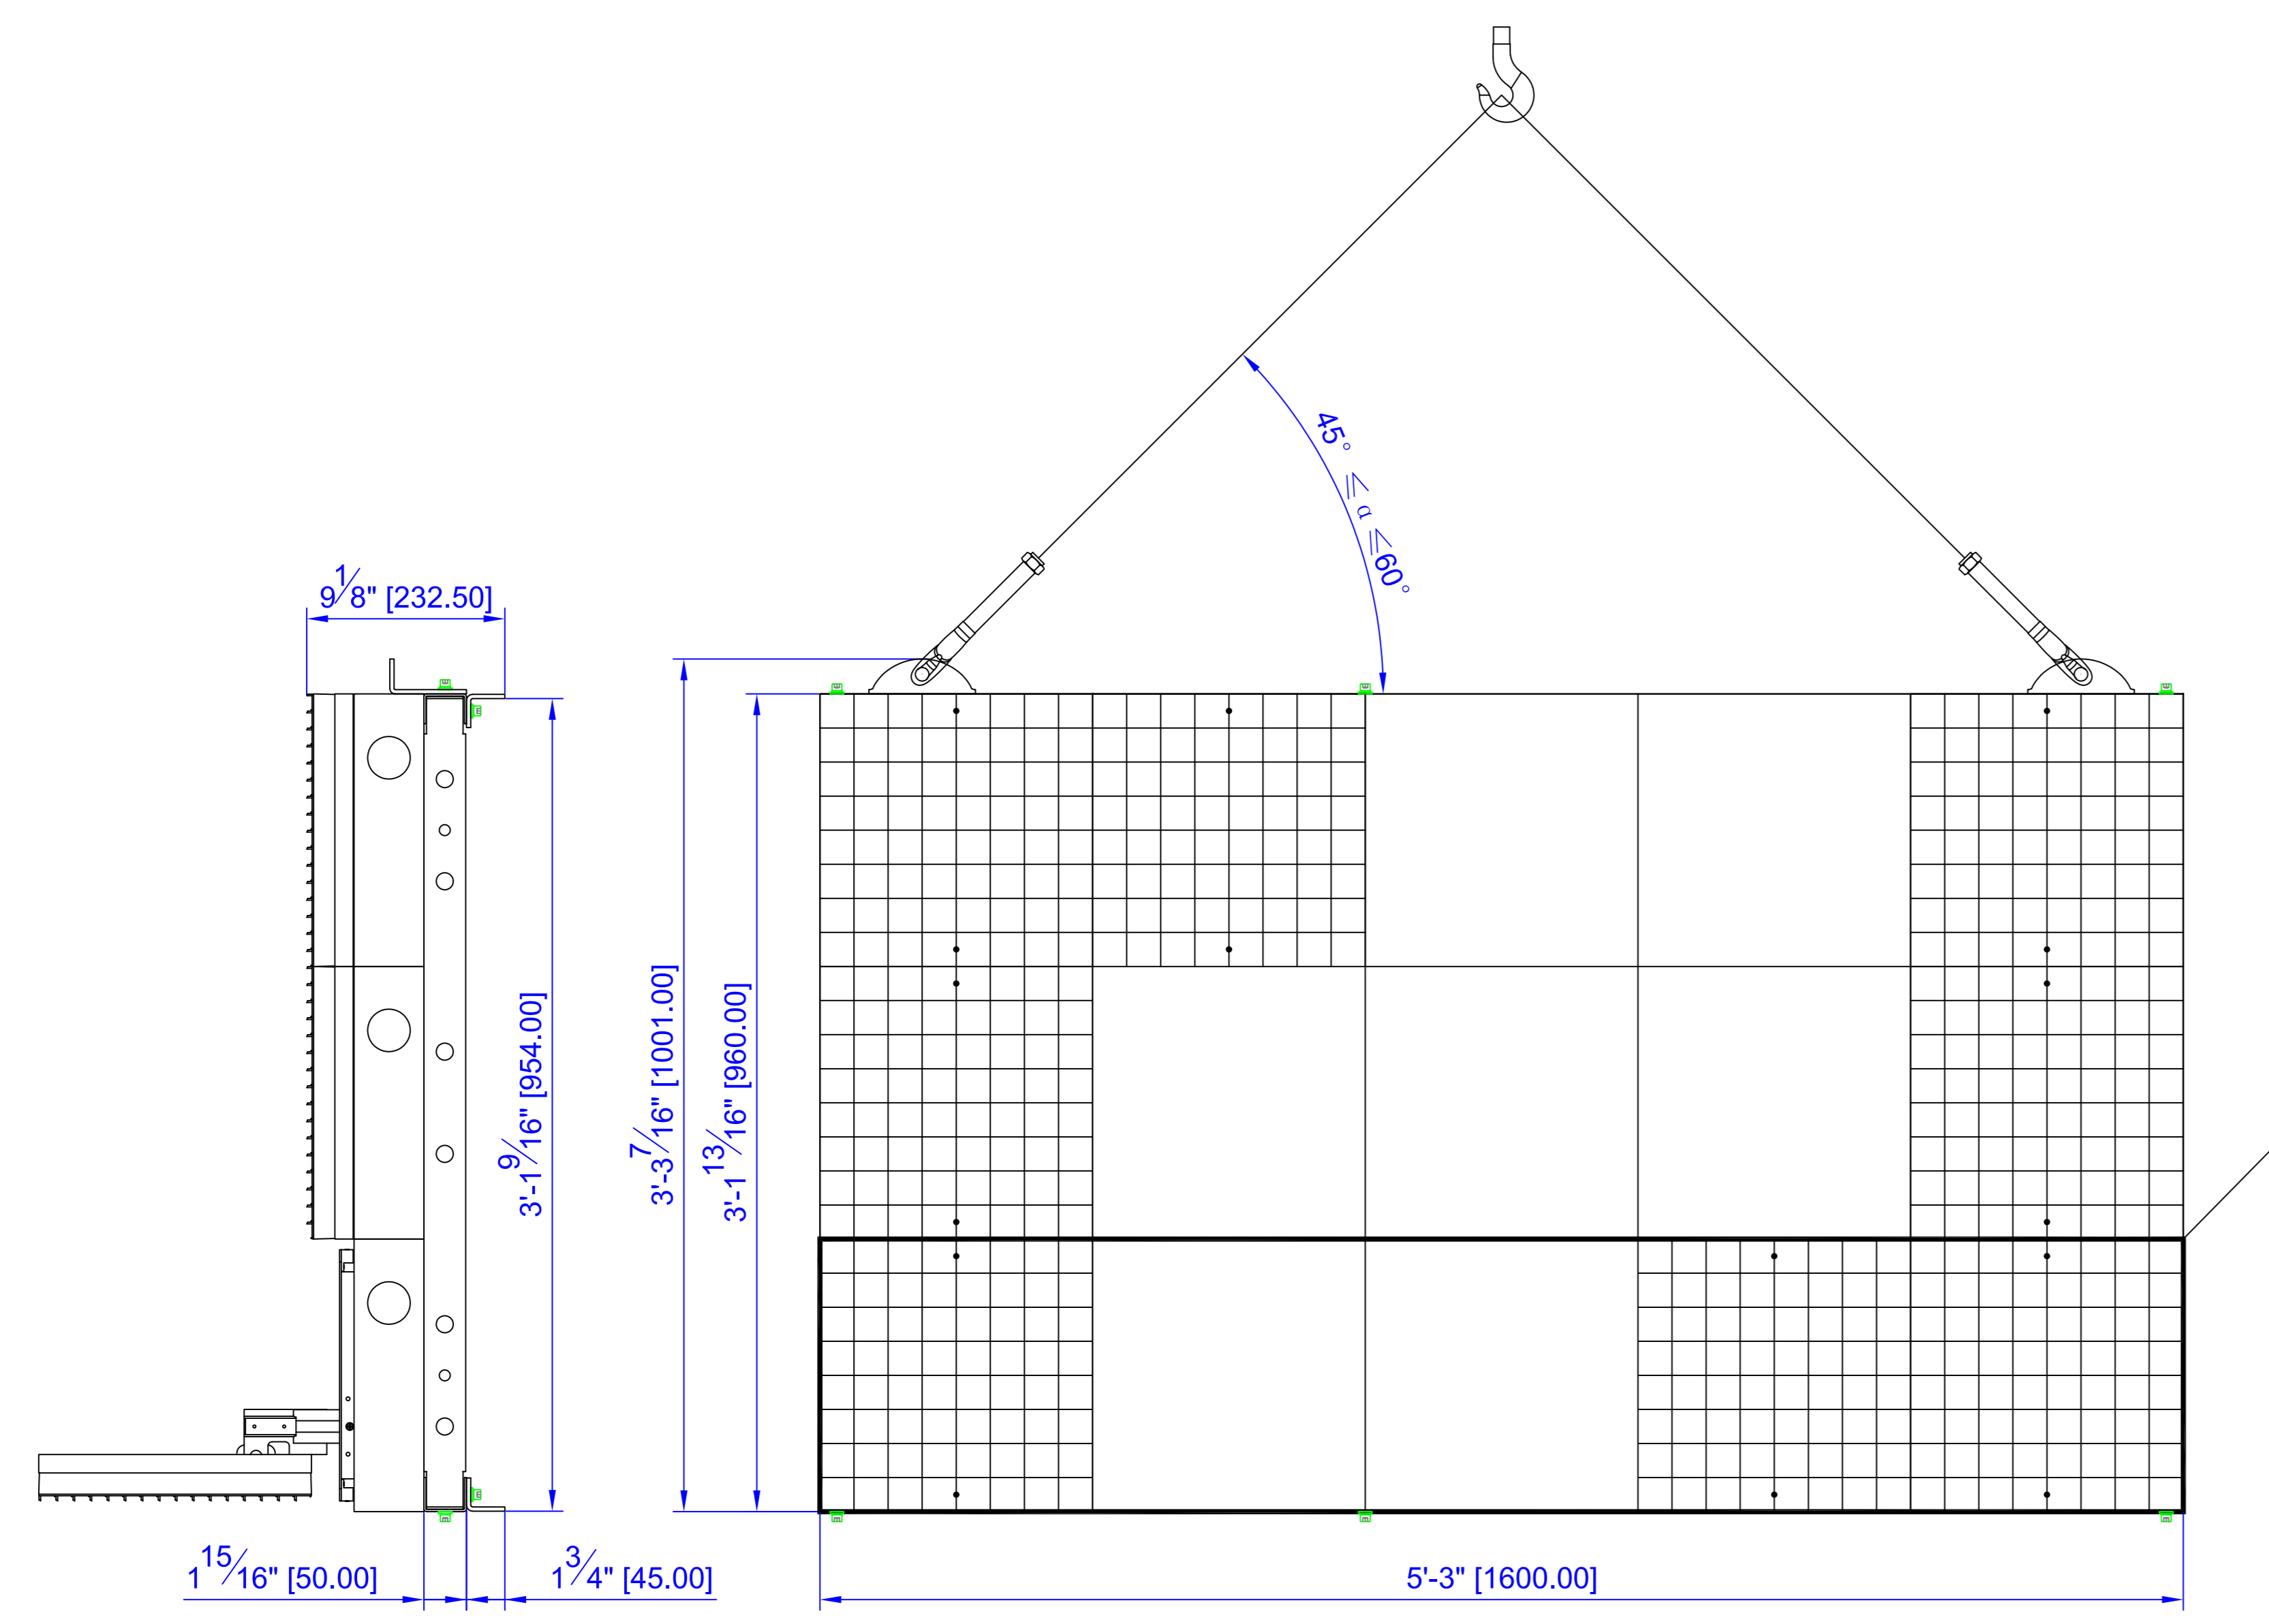 45° ≤ α ≤60°
9 1/8" [232.50]
3'-1 9/16" [954.00]
3'-3 7/16" [1001.00]
3'-1 13/16" [960.00]
1 15/16" [50.00]
1 3/4" [45.00]
5'-3" [1600.00]